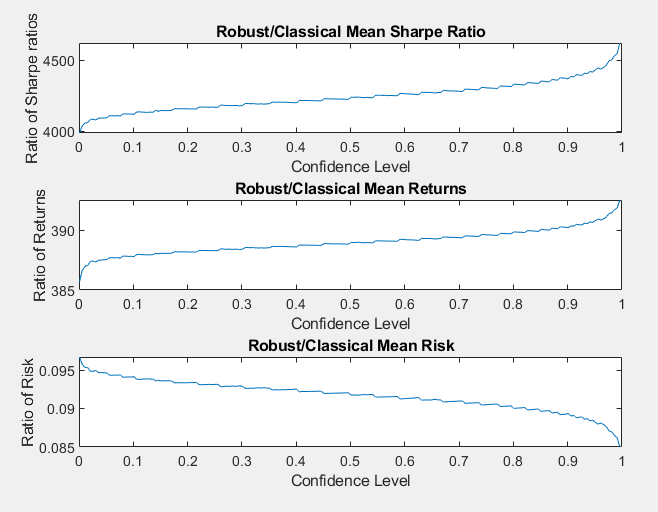 Robust/Classical Mean Sharpe Ratio
Ratio of Sharpe ratios
4500
4000
0 0.1 0.2 0.3 0.4 0.5 0.6 0.7 0.8 0.9 1
Confidence Level
Robust/Classical Mean Returns
Ratio of Returns
390
385
0 0.1 0.2 0.3 0.4 0.5 0.6 0.7 0.8 0.9 1
Confidence Level
Robust/Classical Mean Risk
Ratio of Risk
0.095
0.09
0.085
0 0.1 0.2 0.3 0.4 0.5 0.6 0.7 0.8 0.9 1
Confidence Level